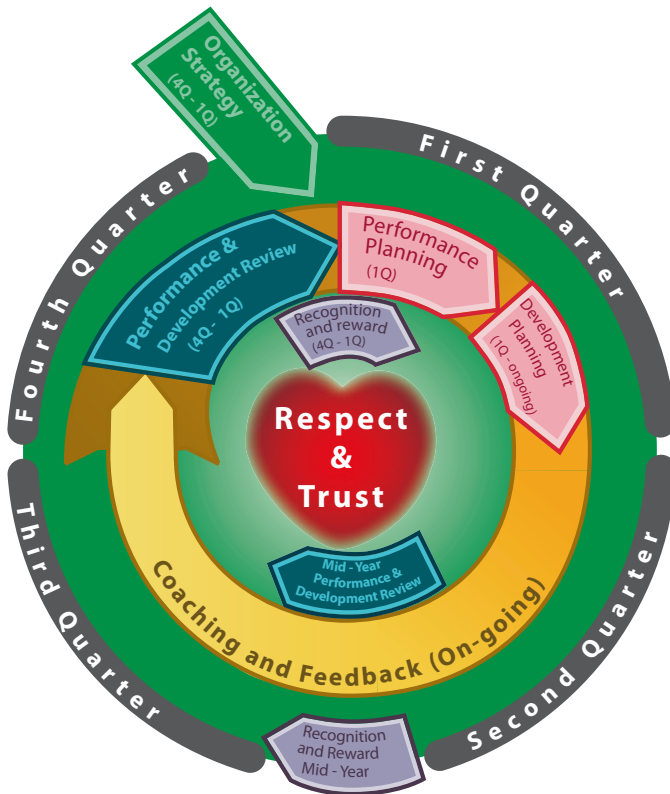 Organization
Strategy
(4Q - 1Q)
First Quarter
Fourth Quarter
Performance &
Development Review
(4Q - 1Q)
Performance
Planning
(1Q)
Development
Planning
(1Q - ongoing)
Recognition
and reward
(4Q - 1Q)
Respect
&
Trust
Mid - Year
Performance &
Development Review
Coaching and Feedback (On-going)
Third Quarter
Second Quarter
Recognition
and Reward
Mid - Year